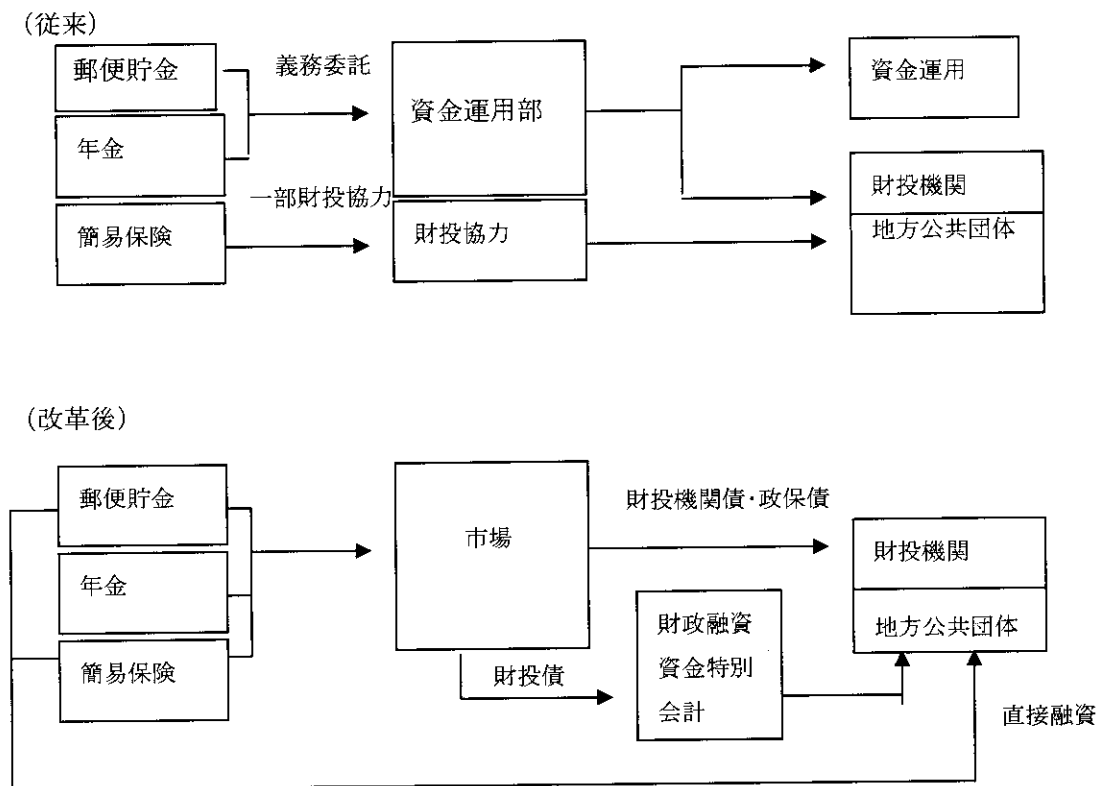 (従来)
郵便貯金
義務委託
資金運用部
資金運用
年金
一部財投協力
財投機関
簡易保険
財投協力
地方公共団体
(改革後)
郵便貯金
市場
財投機関債・政保債
財投機関
年金
財政融資
資金特別
会計
地方公共団体
簡易保険
財投債
直接融資